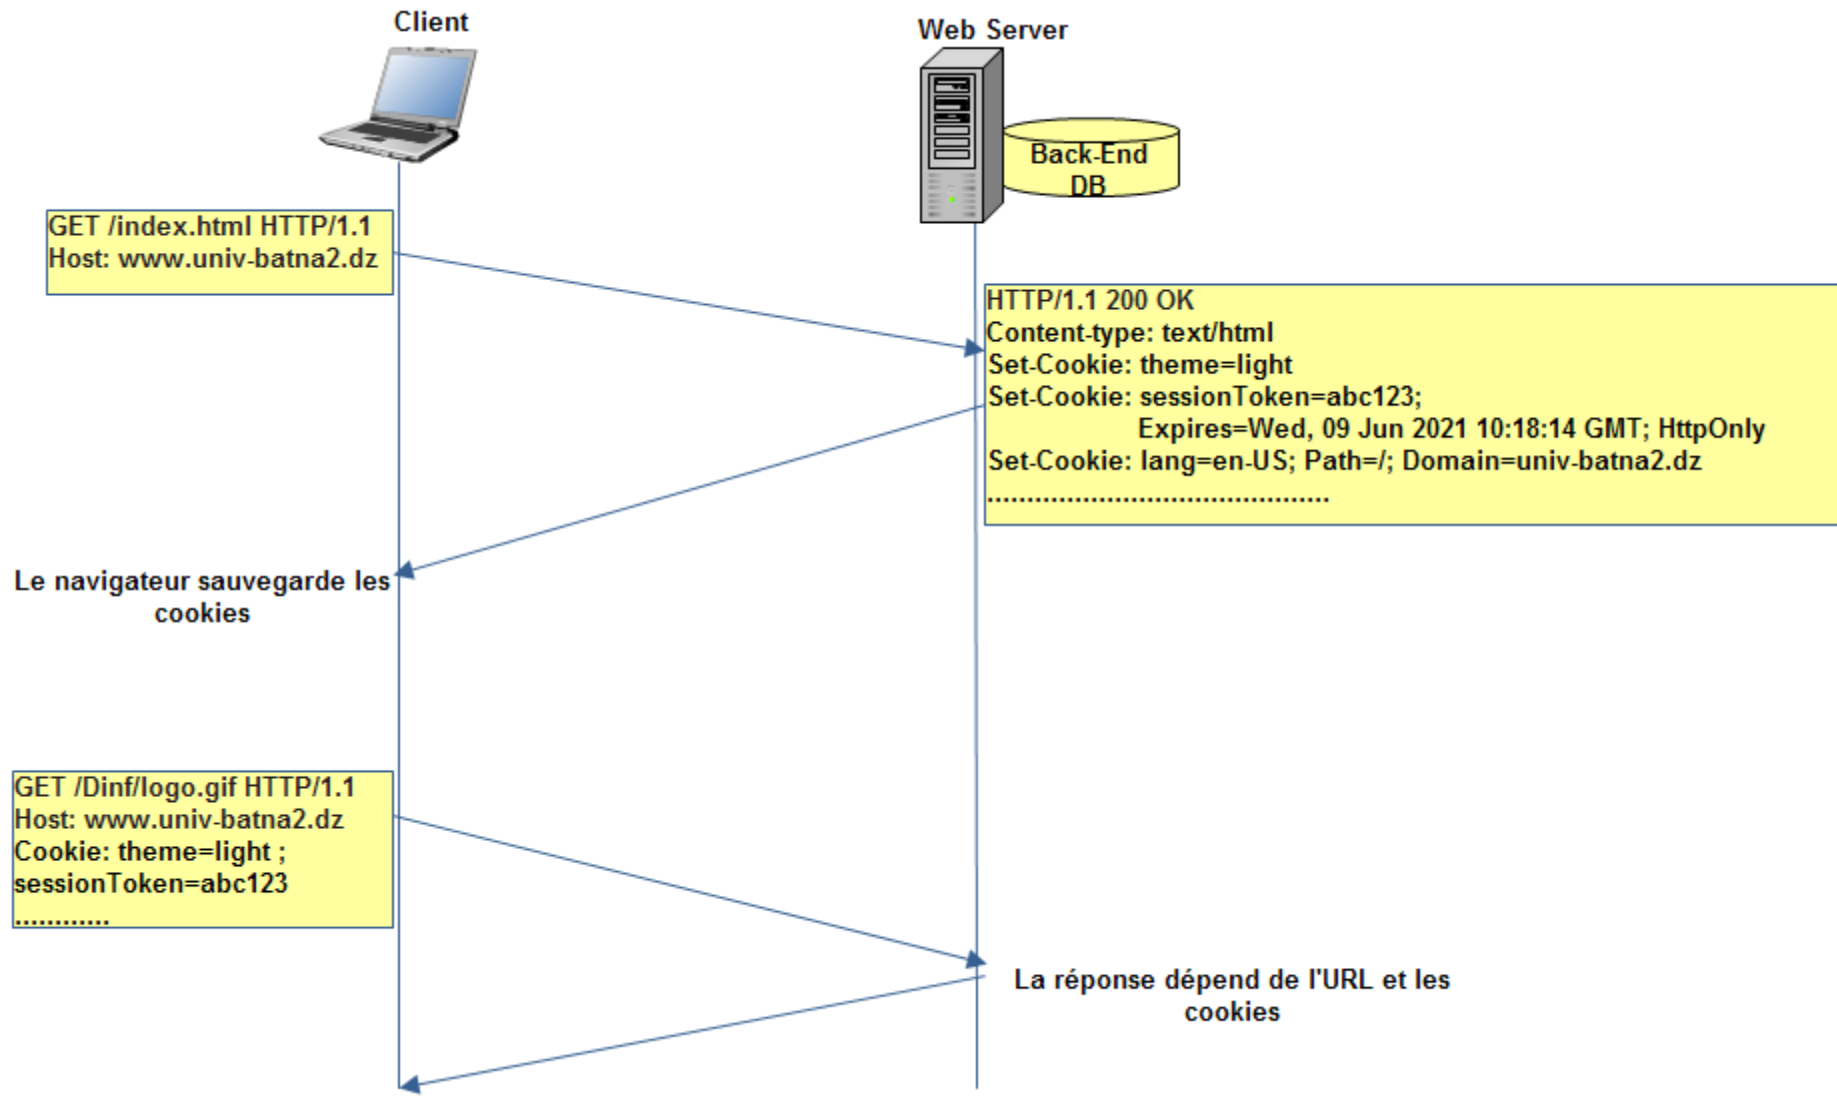 Client
Web Server
Back-End
DB
GET /index.html HTTP/1.1
Host: www.univ-batna2.dz
HTTP/1.1 200 OK
Content-type: text/html
Set-Cookie: theme=light
Set-Cookie: sessionToken=abc123;
Expires=Wed, 09 Jun 2021 10:18:14 GMT; HttpOnly
Set-Cookie: lang=en-US; Path=/; Domain=univ-batna2.dz
...........................................
Le navigateur sauvegarde les
cookies
GET /Dinf/logo.gif HTTP/1.1
Host: www.univ-batna2.dz
Cookie: theme=light ;
sessionToken=abc123
............
La réponse dépend de l'URL et les
cookies